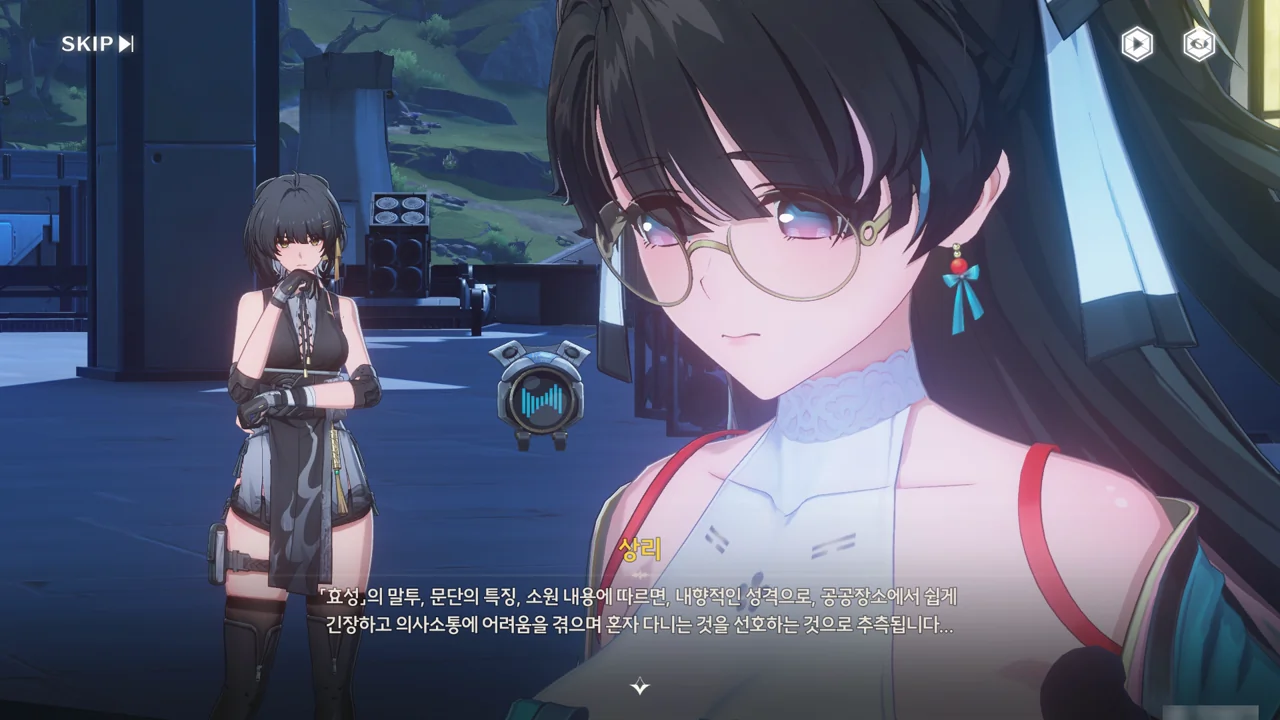 SKIP
상리
「효성」의 말투, 문단의 특징, 소원 내용에 따르면, 내향적인 성격으로, 공공장소에서 쉽게
긴장하고 의사소통에 어려움을 겪으며 혼자 다니는 것을 선호하는 것으로 추측됩니다...